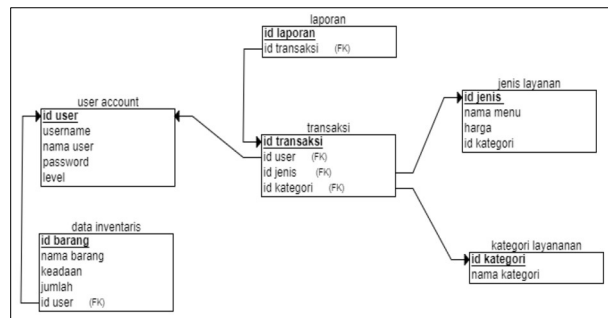 laporan
id laporan
id transaksi (FK)
user account
id user
username
nama user
password
level
transaksi
id transaksi
id user (FK)
id jenis (FK)
id kategori (FK)
jenis layanan
id jenis
nama menu
harga
id kategori
data inventaris
id barang
nama barang
keadaan
jumlah
id user (FK)
kategori layananan
id kategori
nama kategori